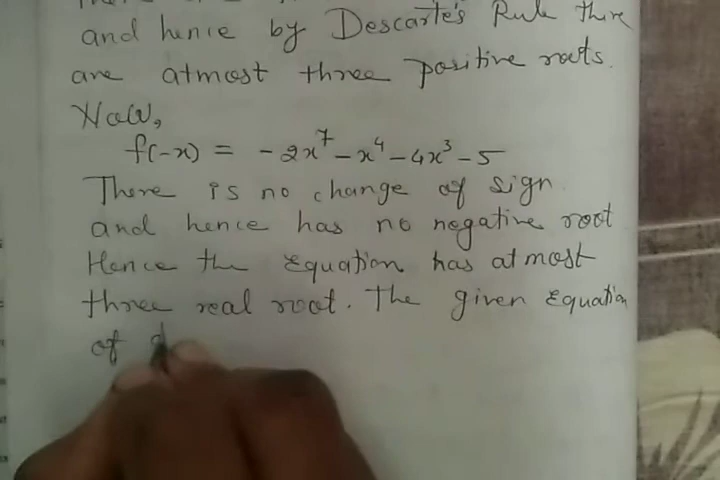 and hence by Descarte's Rule there
are atmost three positive roots.
Now,
f(-x) = -2x⁷ - x⁴ - 4x³ - 5
There is no change of sign
and hence has no negative root
Hence the Equation has atmost
three real root. The given Equation
of d